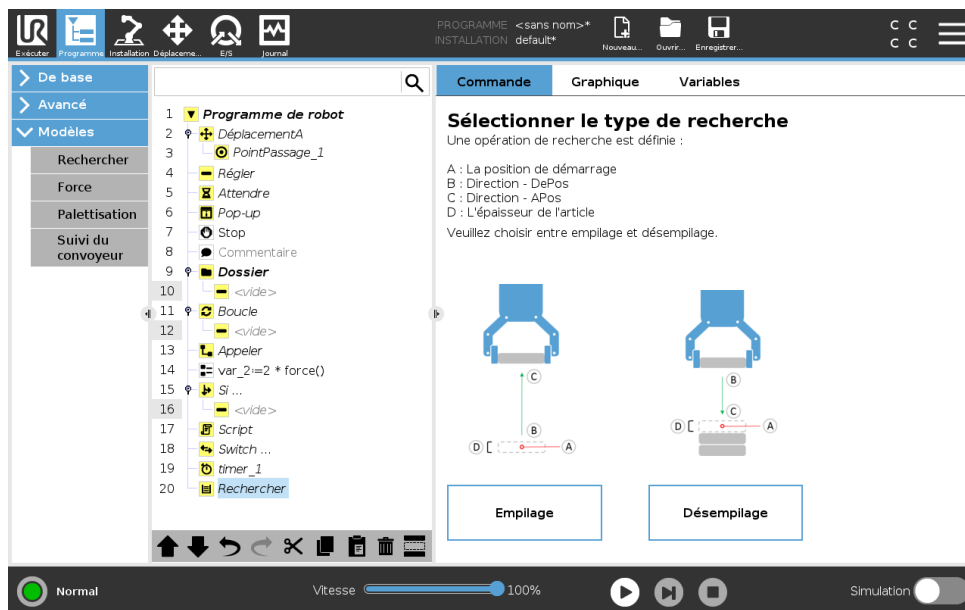 PROGRAMME <sans nom>*
INSTALLATION default*
Exécuter Programme Installation Déplaceme... E/S Journal
Nouveau... Ouvrir... Enregistrer...
C C
C C
De base
Avancé
Modèles
Rechercher
Force
Palettisation
Suivi du
convoyeur
1 Programme de robot
2 DéplacementA
3 PointPassage_1
4 Régler
5 Attendre
6 Pop-up
7 Stop
8 Commentaire
9 Dossier
10 <vide>
11 Boucle
12 <vide>
13 Appeler
14 var_2:=2 * force()
15 Si ...
16 <vide>
17 Script
18 Switch ...
19 timer_1
20 Rechercher
Commande Graphique Variables
Sélectionner le type de recherche
Une opération de recherche est définie :
A : La position de démarrage
B : Direction - DePos
C : Direction - APos
D : L'épaisseur de l'article
Veuillez choisir entre empilage et désempilage.
C
B
D
A
B
C
D
A
Empilage Désempilage
Normal
Vitesse 100%
Simulation